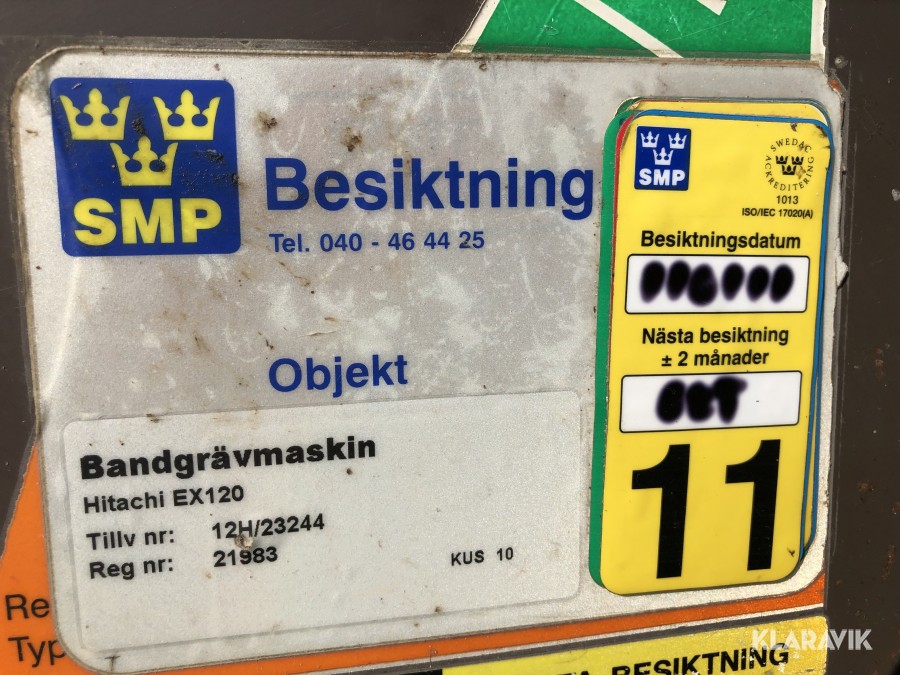 SMP
Besiktning
Tel. 040 - 46 44 25
Objekt
Bandgrävmaskin
Hitachi EX120
Tillv nr: 12H/23244
Reg nr: 21983
KUS 10
SMP
SWEDAC
ACKREDITERING
1013
ISO/IEC 17020(A)
Besiktningsdatum
Nästa besiktning
± 2 månader
OKT
11
Re
Typ
BESIKTNING
KLARAVIK